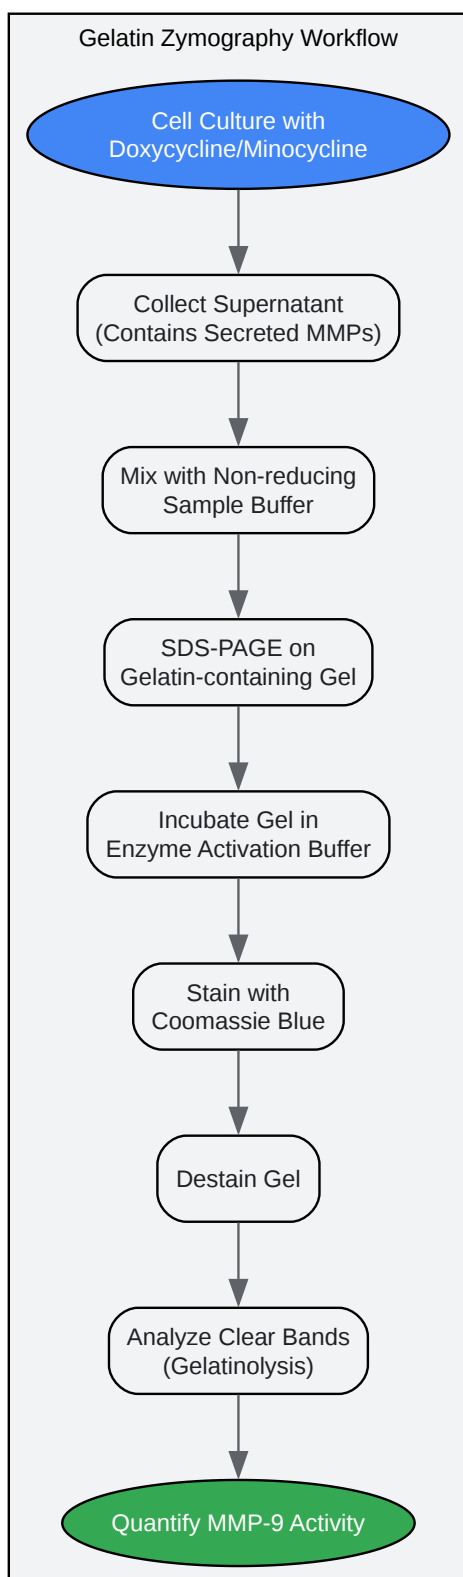 Gelatin Zymography Workflow
Cell Culture with
Doxycycline/Minocycline
Collect Supernatant
(Contains Secreted MMPs)
Mix with Non-reducing
Sample Buffer
SDS-PAGE on
Gelatin-containing Gel
Incubate Gel in
Enzyme Activation Buffer
Stain with
Coomassie Blue
Destain Gel
Analyze Clear Bands
(Gelatinolysis)
Quantify MMP-9 Activity